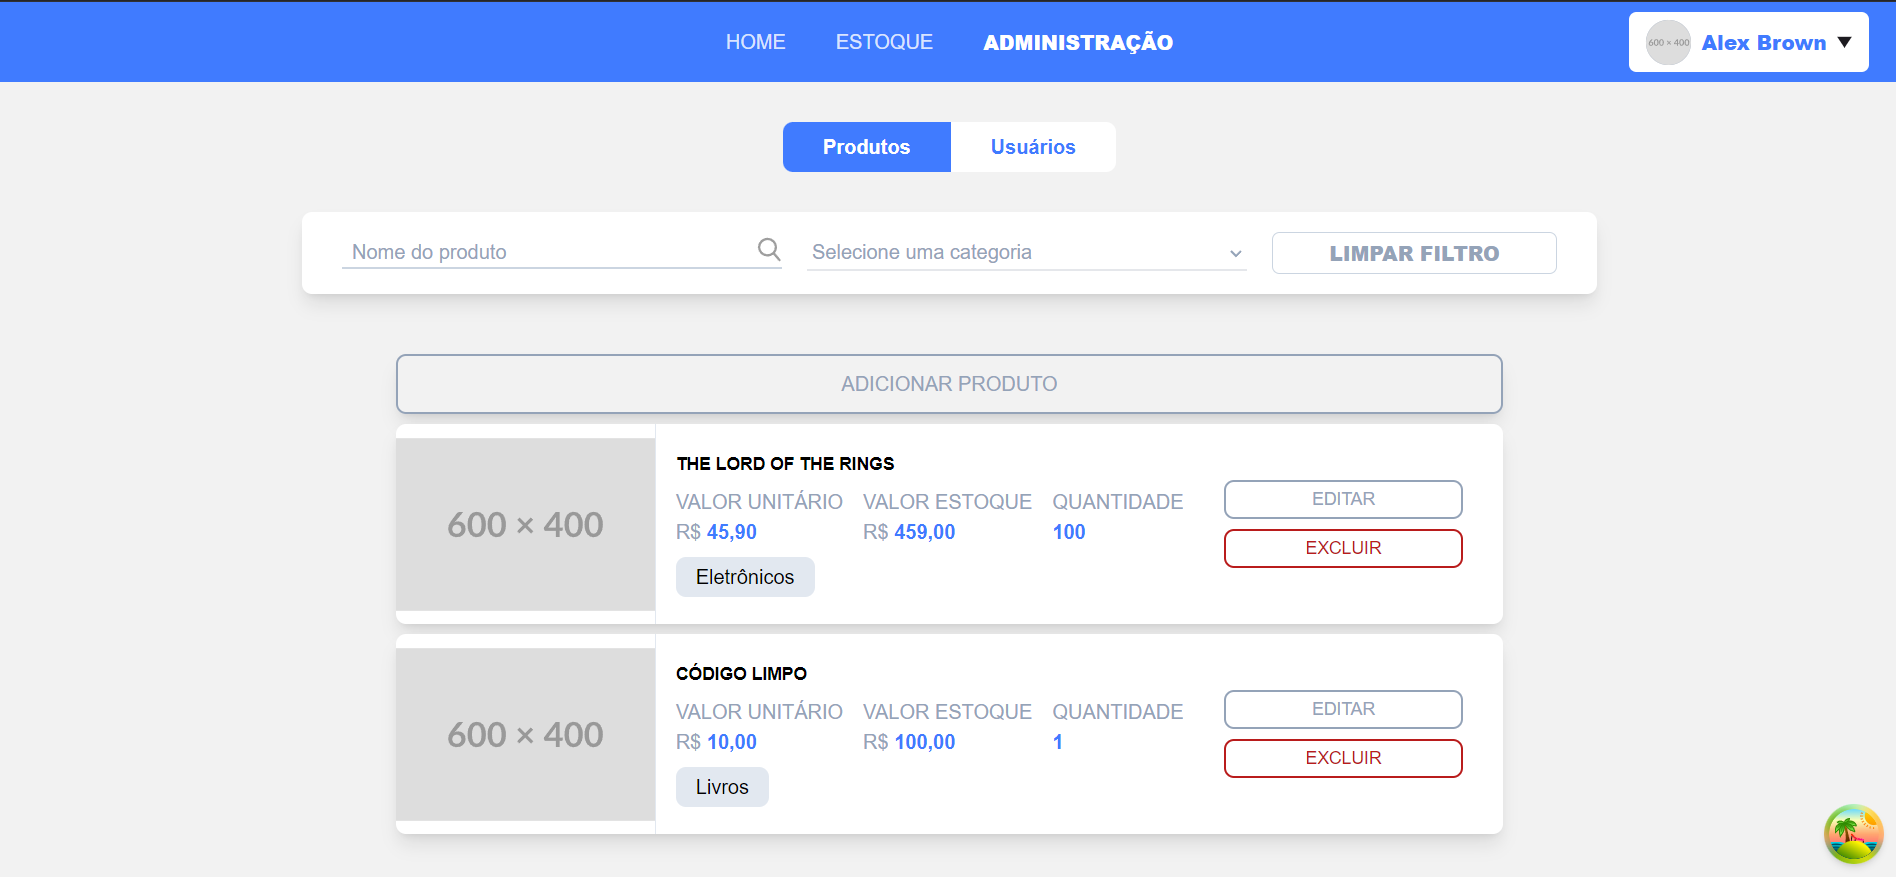 HOME ESTOQUE ADMINISTRAÇÃO
600 × 400 Alex Brown
Produtos Usuários
Nome do produto Selecione uma categoria LIMPAR FILTRO
ADICIONAR PRODUTO
600 × 400
THE LORD OF THE RINGS
VALOR UNITÁRIO VALOR ESTOQUE QUANTIDADE
R$ 45,90 R$ 459,00 100
Eletrônicos
EDITAR
EXCLUIR
600 × 400
CÓDIGO LIMPO
VALOR UNITÁRIO VALOR ESTOQUE QUANTIDADE
R$ 10,00 R$ 100,00 1
Livros
EDITAR
EXCLUIR